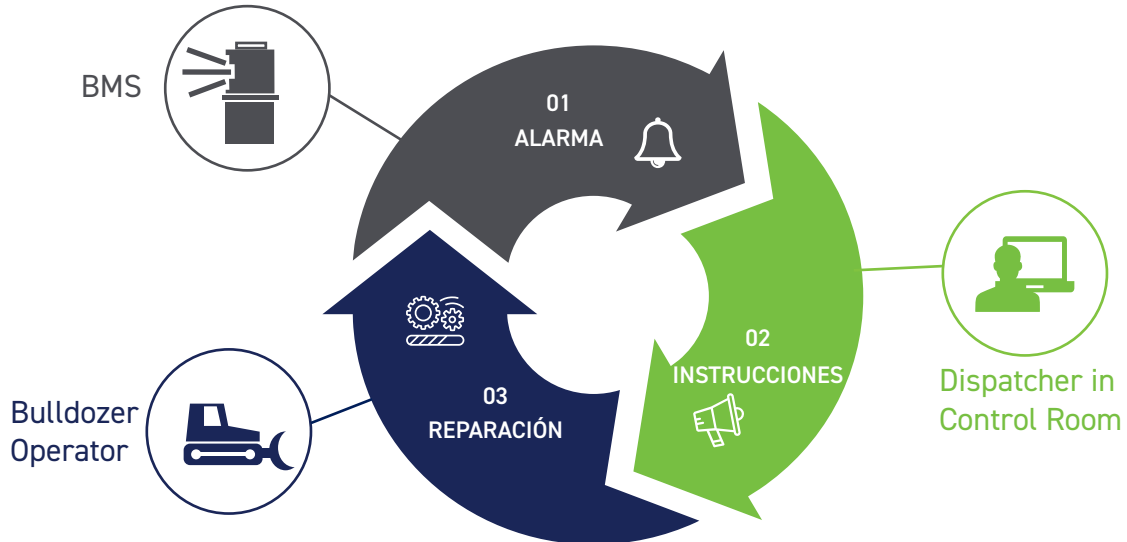 BMS
01
ALARMA
02
INSTRUCCIONES
Dispatcher in
Control Room
03
REPARACIÓN
Bulldozer
Operator